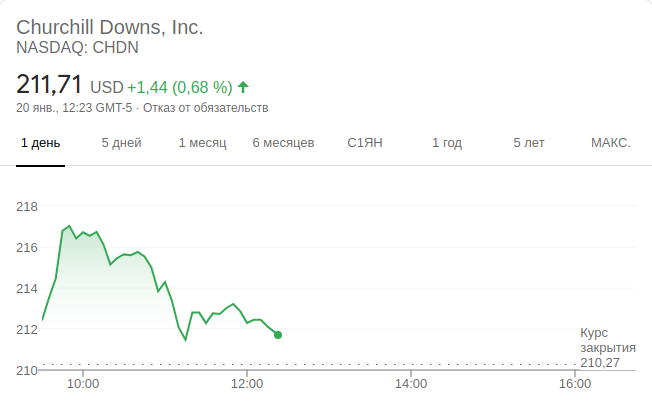 Churchill Downs, Inc.
NASDAQ: CHDN
211,71 USD +1,44 (0,68 %)
20 янв., 12:23 GMT-5 · Отказ от обязательств
1 день 5 дней 1 месяц 6 месяцев С1ЯН 1 год 5 лет МАКС.
218
216
214
212
210
Курс
закрытия
210,27
10:00 12:00 14:00 16:00